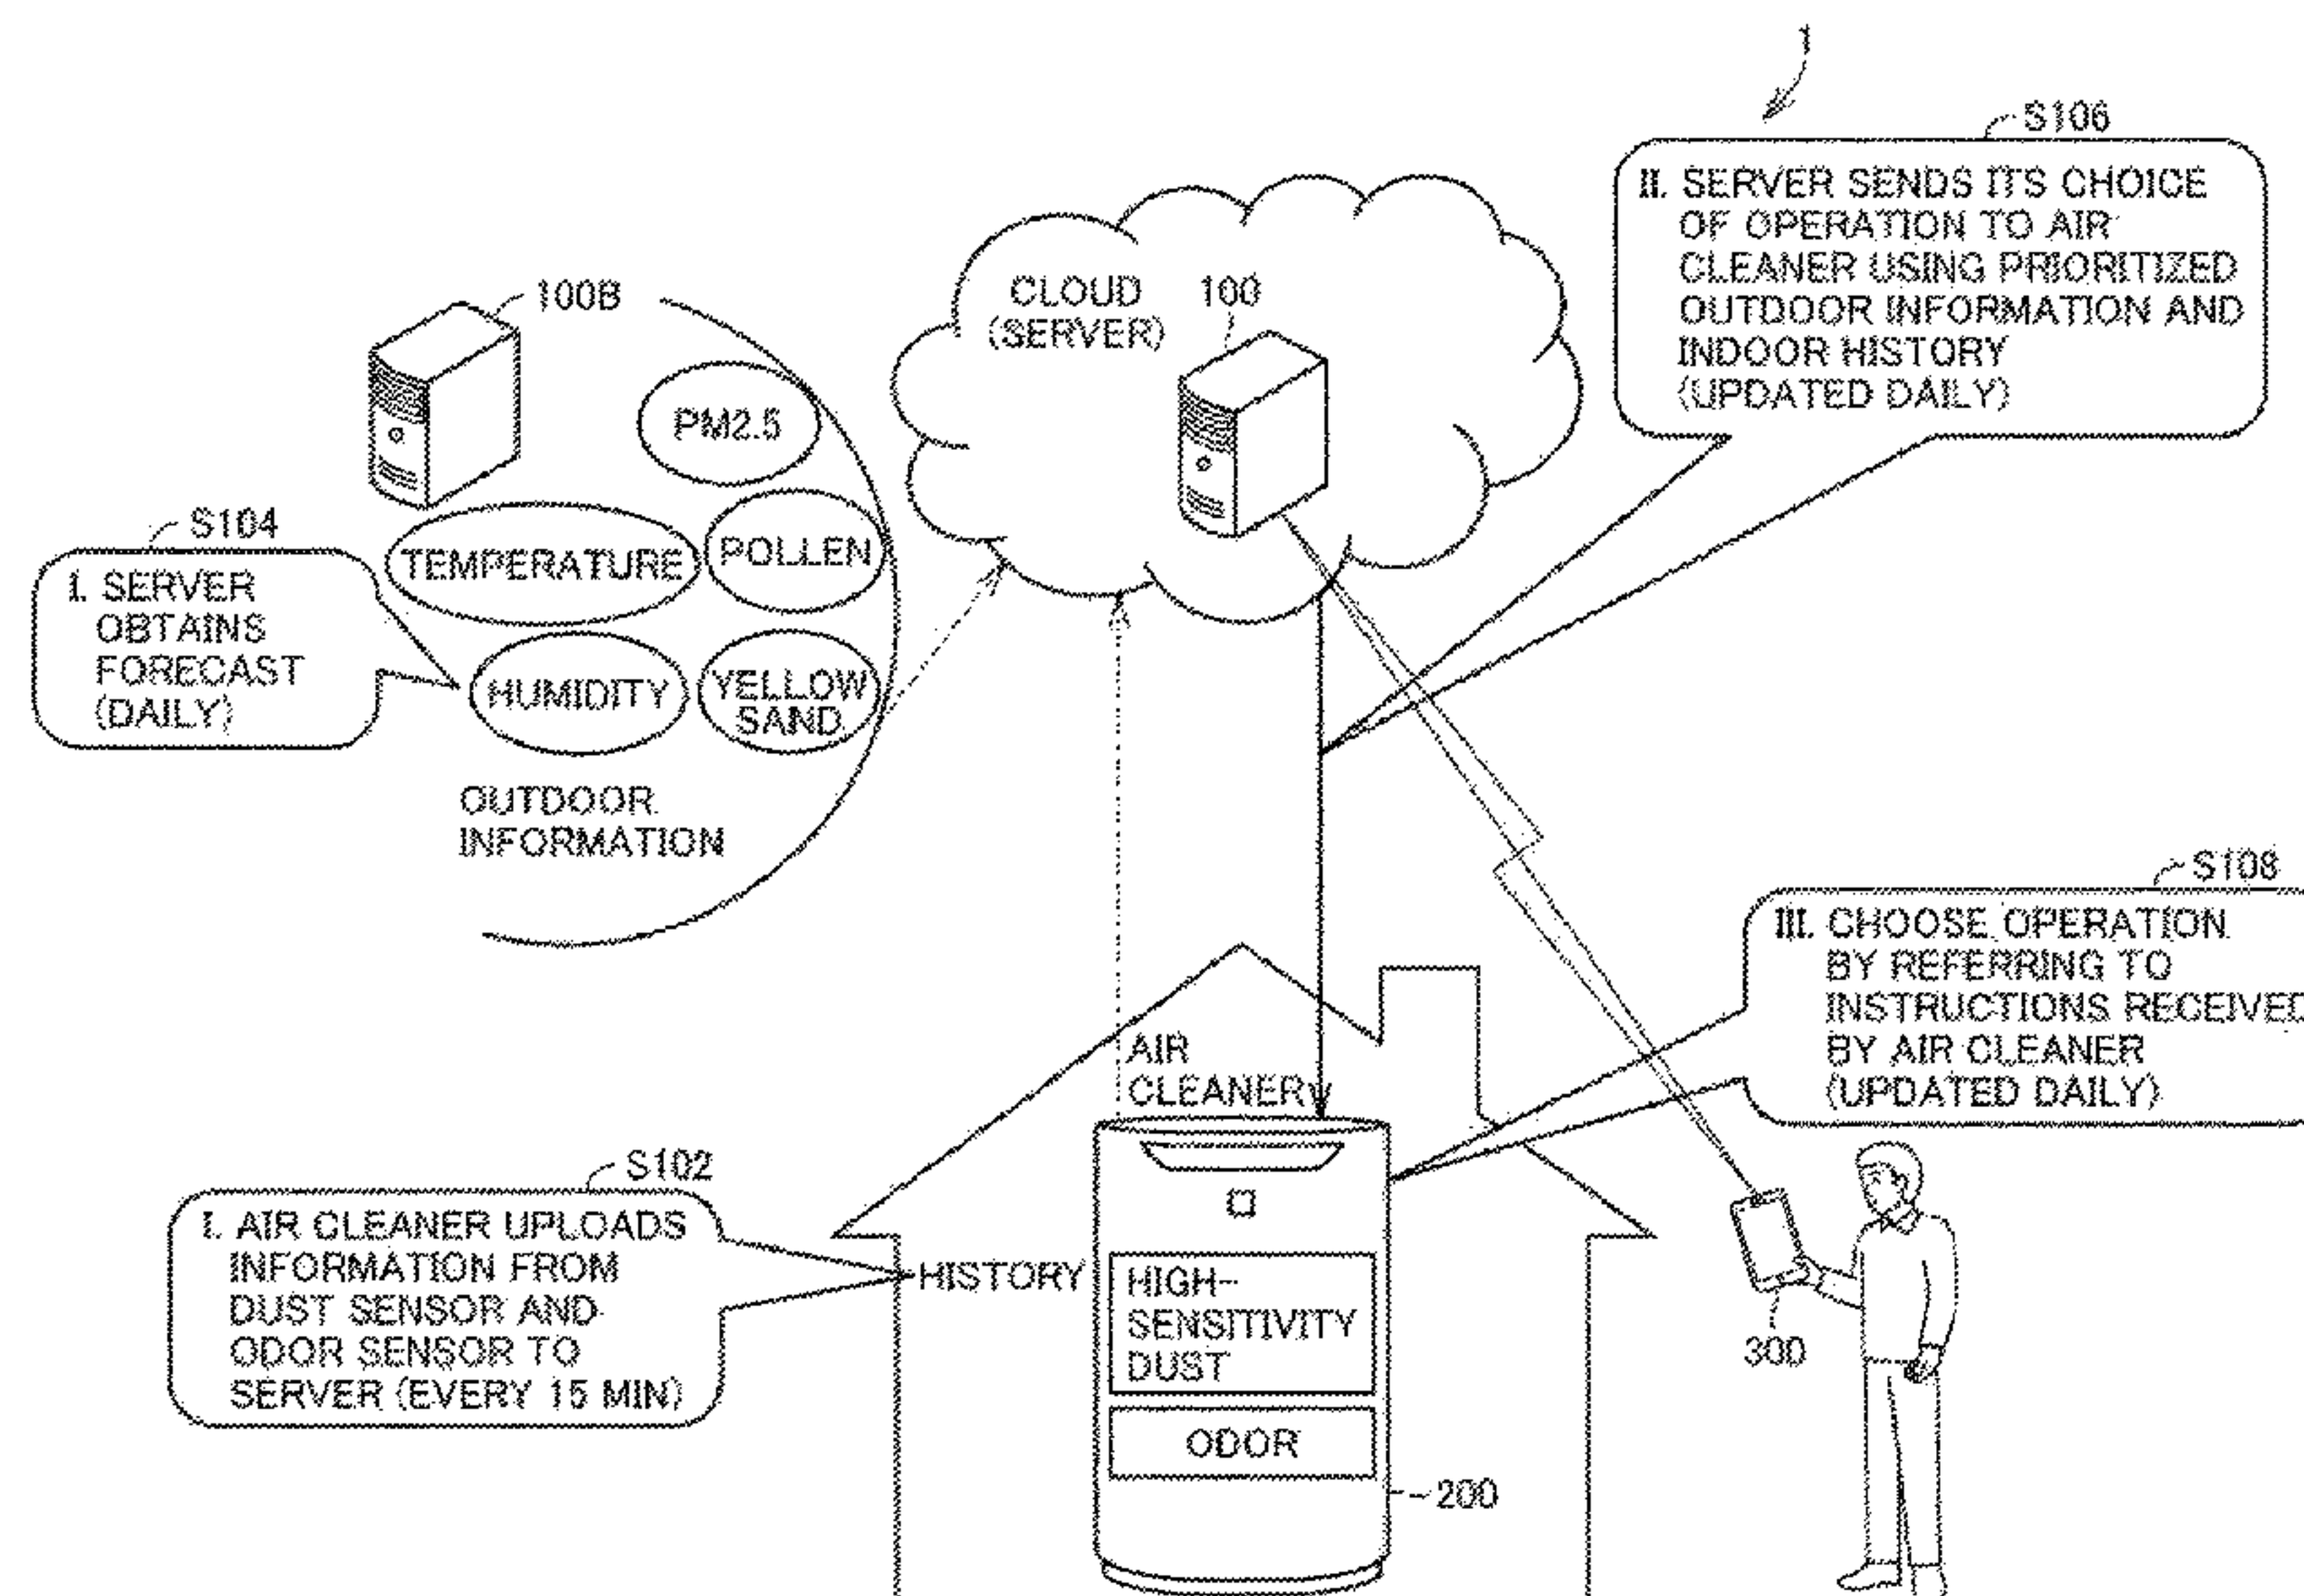 1
S106
II. SERVER SENDS ITS CHOICE
OF OPERATION TO AIR
CLEANER USING PRIORITIZED
OUTDOOR INFORMATION AND
INDOOR HISTORY
(UPDATED DAILY)
CLOUD
(SERVER)
100
100B
PM2.5
POLLEN
TEMPERATURE
HUMIDITY
YELLOW
SAND
OUTDOOR
INFORMATION
S104
I. SERVER
OBTAINS
FORECAST
(DAILY)
S108
III. CHOOSE OPERATION
BY REFERRING TO
INSTRUCTIONS RECEIVED
BY AIR CLEANER
(UPDATED DAILY)
AIR
CLEANER
S102
I. AIR CLEANER UPLOADS
INFORMATION FROM
DUST SENSOR AND
ODOR SENSOR TO
SERVER (EVERY 15 MIN)
HISTORY
HIGH-
SENSITIVITY
DUST
ODOR
200
300